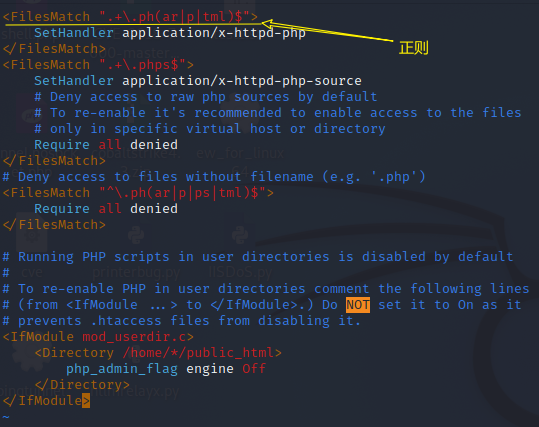 <FilesMatch ".+\.ph(ar|p|tml)$">
    SetHandler application/x-httpd-php
</FilesMatch>
正则
<FilesMatch ".+\.phps$">
    SetHandler application/x-httpd-php-source
    # Deny access to raw php sources by default
    # To re-enable it's recommended to enable access to the files
    # only in specific virtual host or directory
    Require all denied
</FilesMatch>
# Deny access to files without filename (e.g. '.php')
<FilesMatch "^\.ph(ar|p|ps|tml)$">
    Require all denied
</FilesMatch>

# Running PHP scripts in user directories is disabled by default
#
# To re-enable PHP in user directories comment the following lines
# (from <IfModule ...> to </IfModule>.) Do NOT set it to On as it
# prevents .htaccess files from disabling it.
<IfModule mod_userdir.c>
    <Directory /home/*/public_html>
        php_admin_flag engine Off
    </Directory>
</IfModule>
~